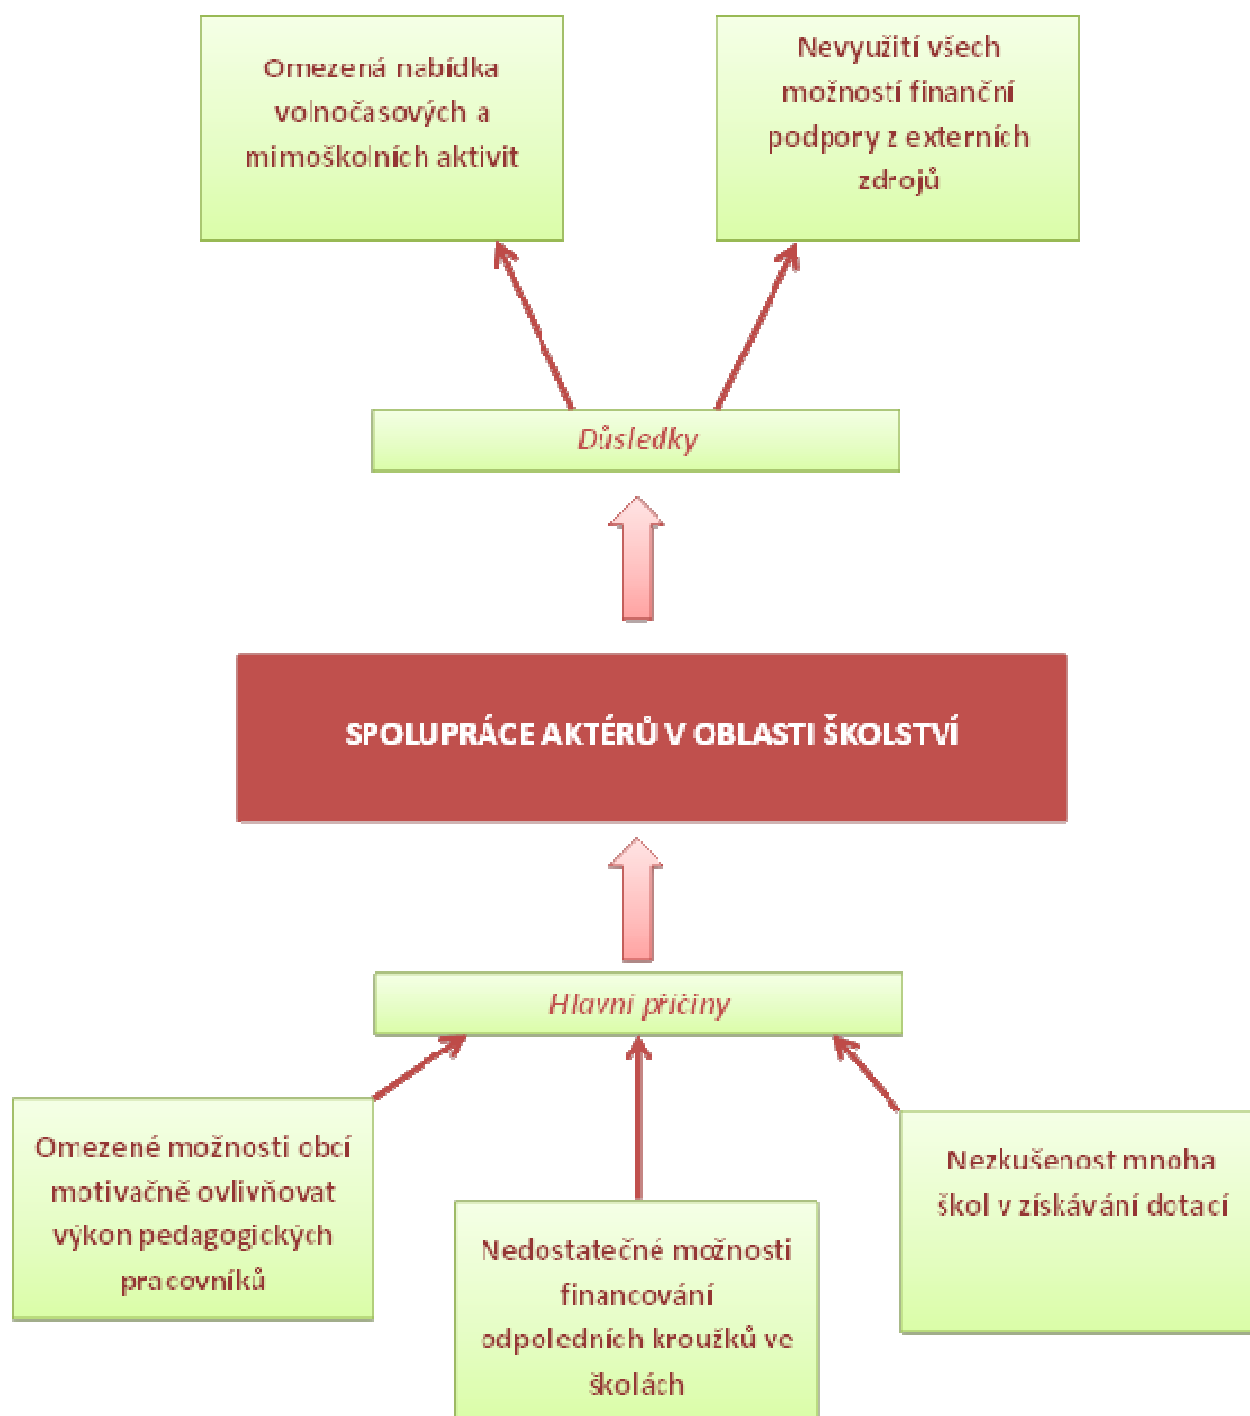 Omezená nabídka
volnočasových a
mimoškolních aktivit
Nevyužití všech
možností finanční
podpory z externích
zdrojů
Důsledky
SPOLUPRÁCE AKTÉRŮ V OBLASTI ŠKOLSTVÍ
Hlavní příčiny
Omezené možnosti obcí
motivačně ovlivňovat
výkon pedagogických
pracovníků
Nedostatečné možnosti
financování
odpoledních kroužků ve
školách
Nezkušenost mnoha
škol v získávání dotací